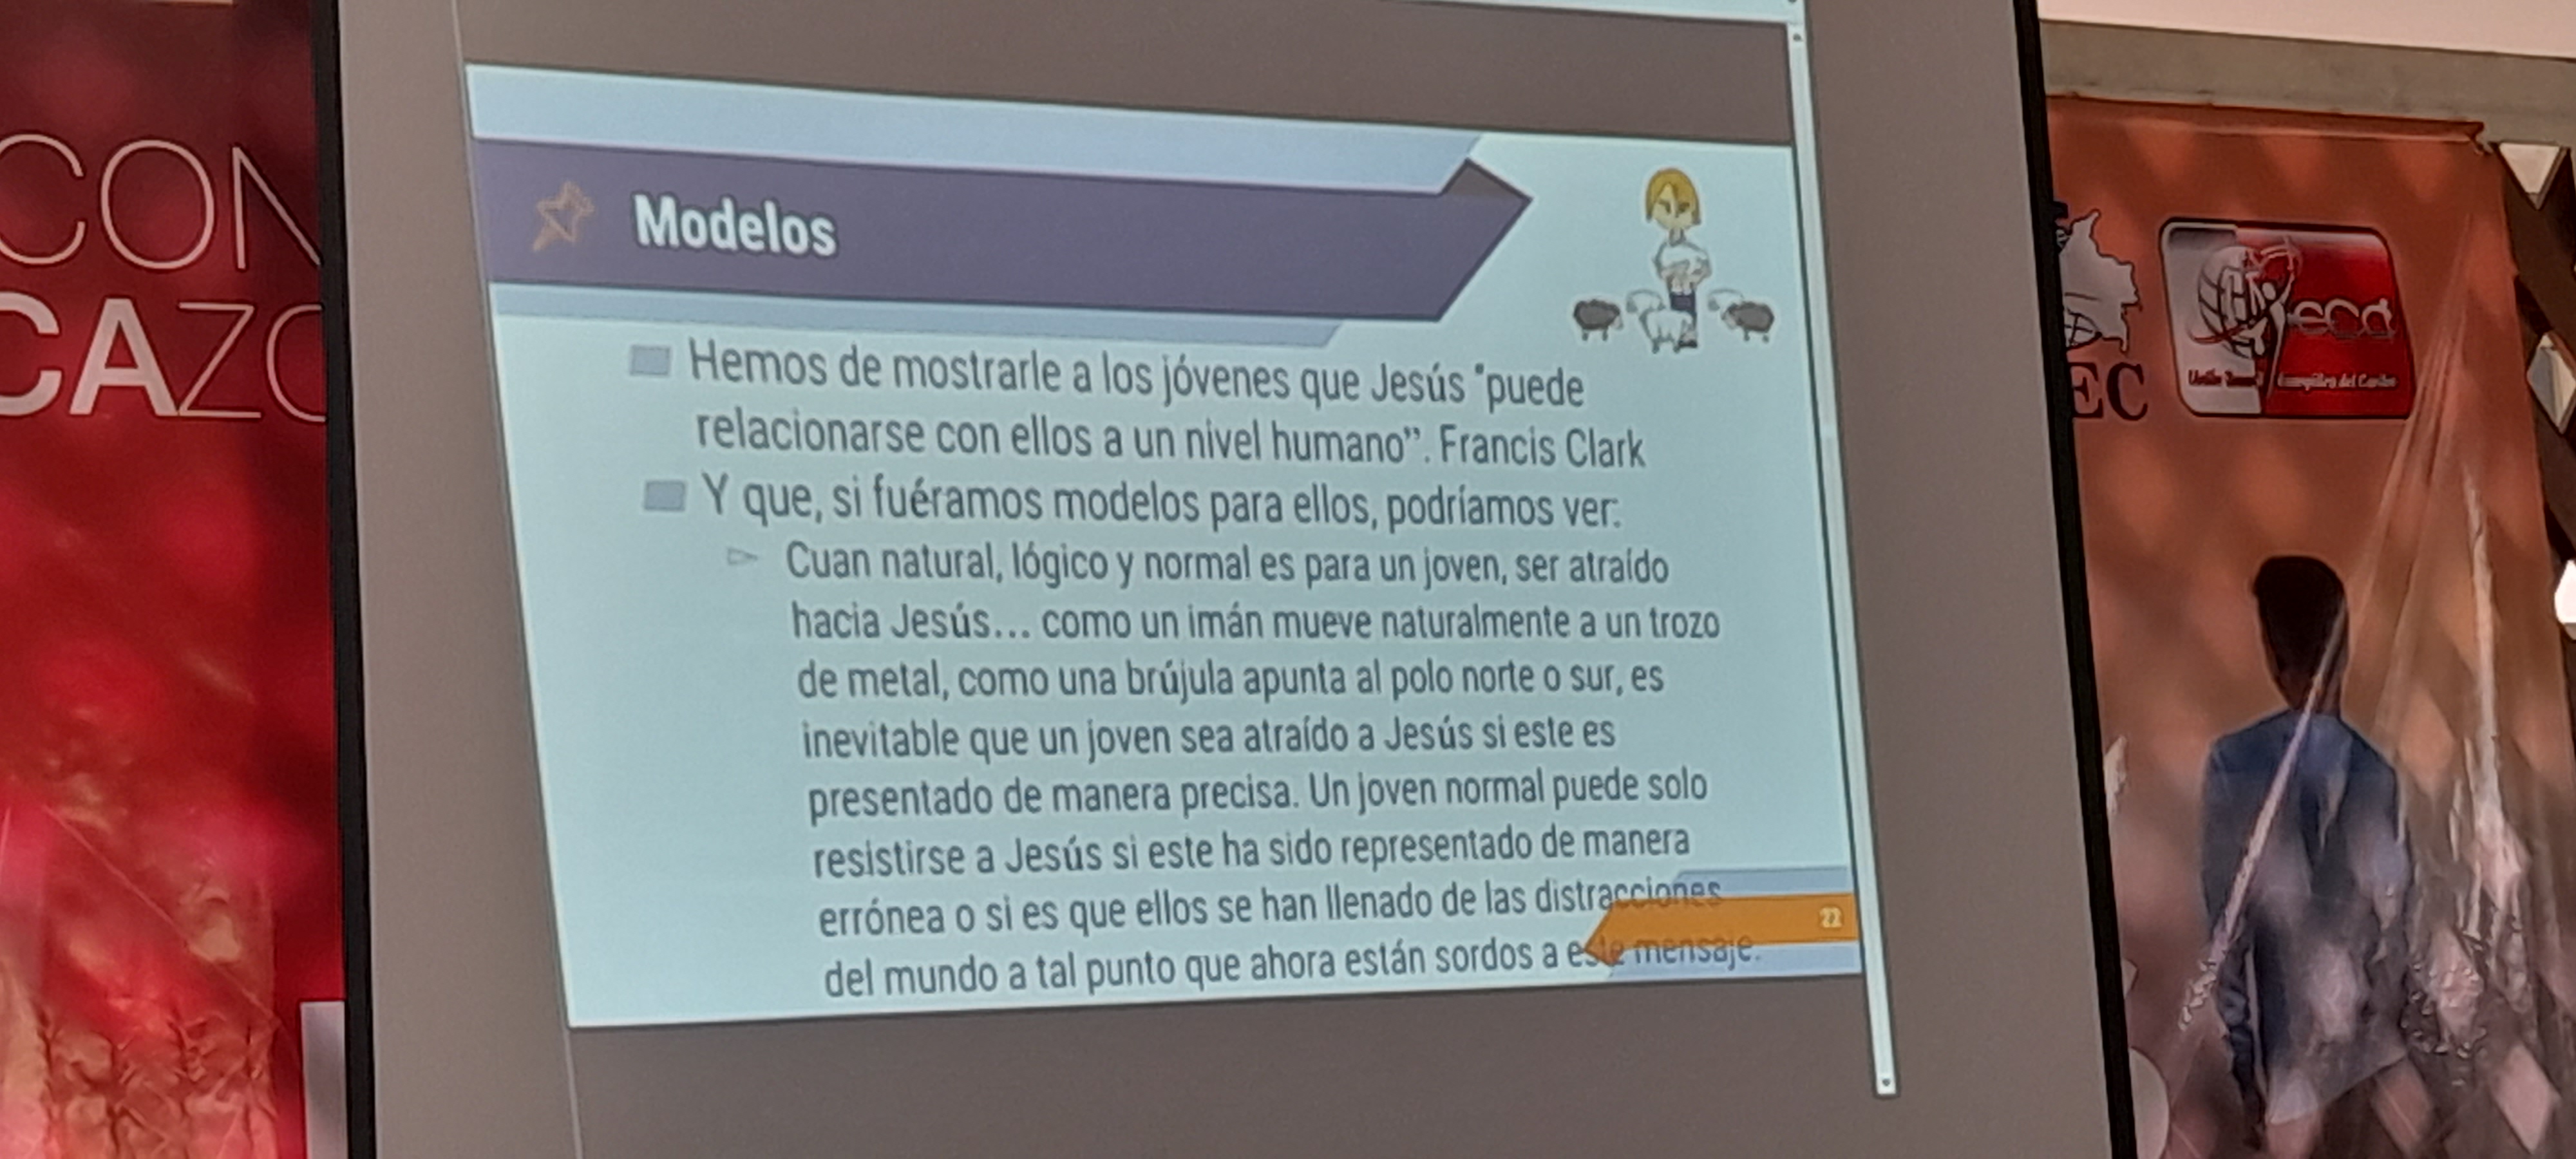 CON
CAZO
Modelos
Hemos de mostrarle a los jóvenes que Jesús "puede
relacionarse con ellos a un nivel humano”. Francis Clark
Y que, si fuéramos modelos para ellos, podríamos ver:
Cuan natural, lógico y normal es para un joven, ser atraído
hacia Jesús... como un imán mueve naturalmente a un trozo
de metal, como una brújula apunta al polo norte o sur, es
inevitable que un joven sea atraído a Jesús si este es
presentado de manera precisa. Un joven normal puede solo
resistirse a Jesús si este ha sido representado de manera
errónea o si es que ellos se han llenado de las distracciones
del mundo a tal punto que ahora están sordos a este mensaje.
22
EC
eca
del Caribe